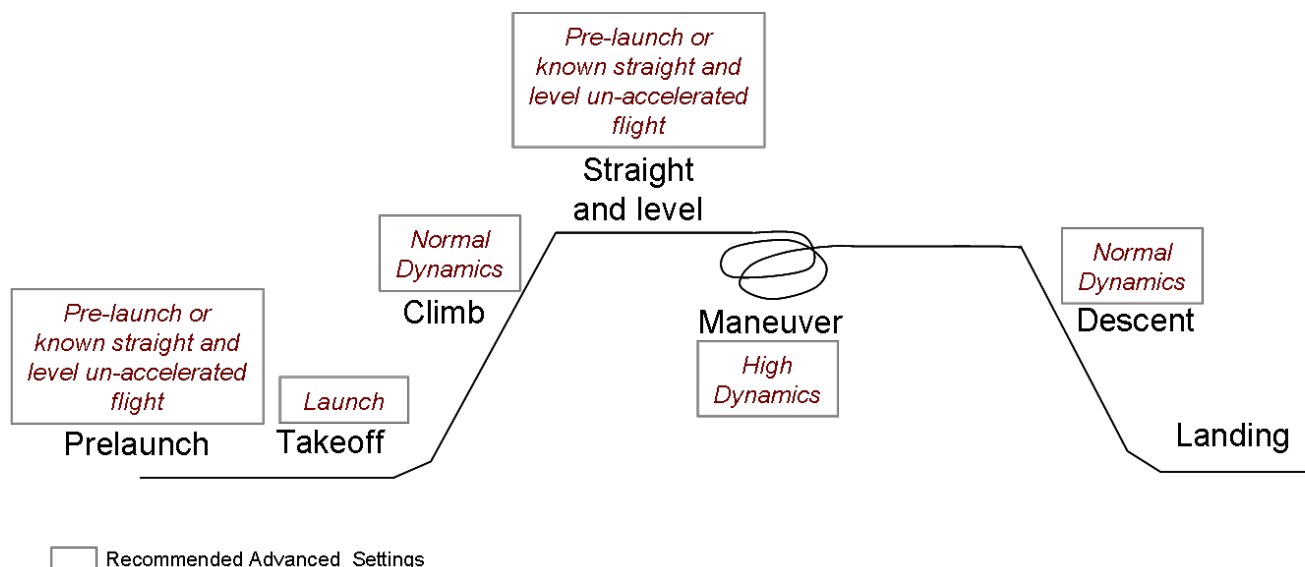 Pre-launch or
known straight and
level un-accelerated
flight
Straight
and level
Normal
Dynamics
Climb
Pre-launch or
known straight and
level un-accelerated
flight
Prelaunch
Launch
Takeoff
Maneuver
High
Dynamics
Normal
Dynamics
Descent
Landing
Recommended Advanced Settings